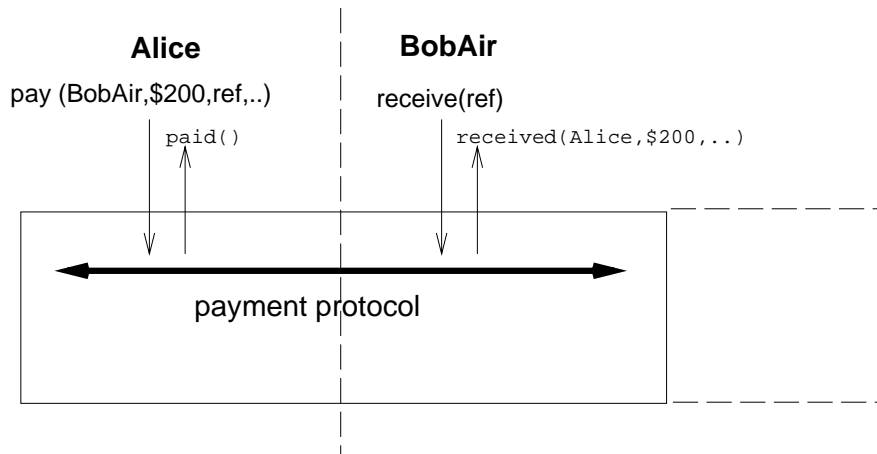 Alice
BobAir
pay (BobAir,$200,ref,..)
receive(ref)
paid()
received(Alice,$200,..)
payment protocol